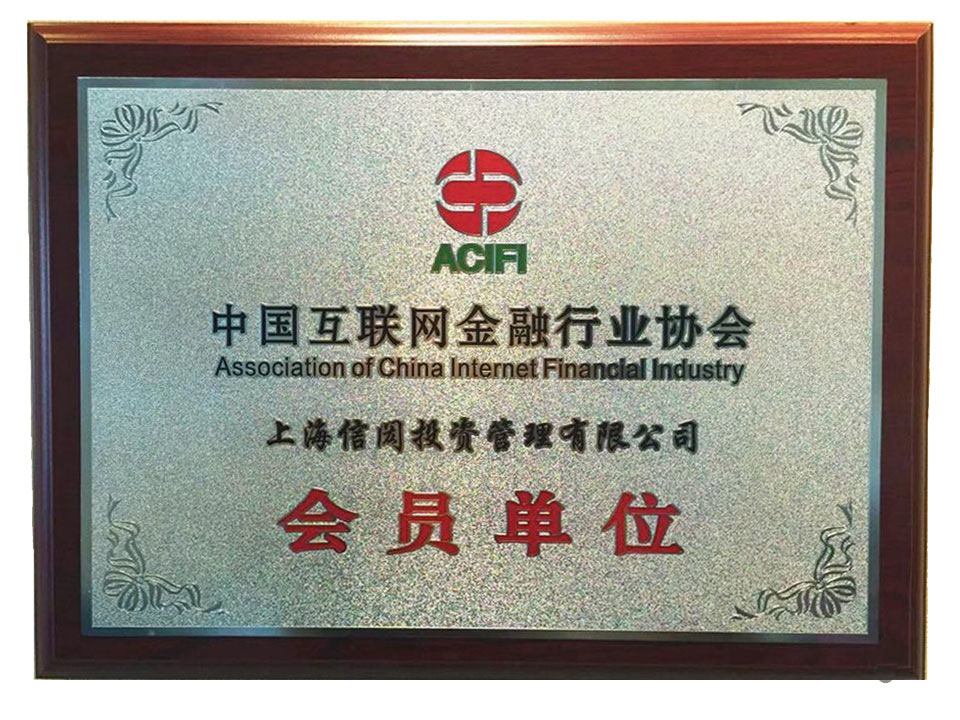 ACIFI
中国互联网金融行业协会
Association of China Internet Financial Industry
上海信闳投资管理有限公司
会员单位